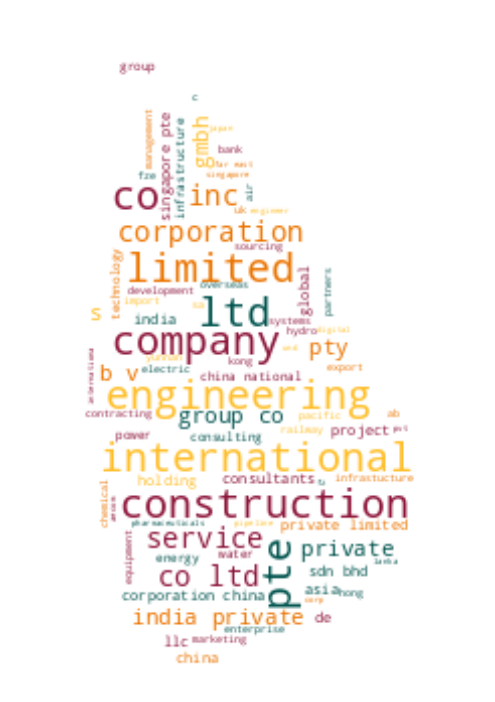 group
c
management
singapore pte
infrastructure
gmbh
japan
bank
far east
fze
singapore
co
inc
air
uk
engineer
corporation
sourcing
technology
limited
global
partners
overseas
development
import
s
india
ltd
systems
hydro
digital
company
pty
kong
export
b v
electric
china national
engineering
contracting
group co
pacific
ab
power
consulting
railway
project
international
holding
consultants
infrastucture
chemical
construction
pharmaceuticals
pipeline
private limited
service
equipment
energy
water
pte
private
lanka
co ltd
sdn bhd
corporation china
asia
hong
corp
india private
de
enterprise
llc
marketing
china